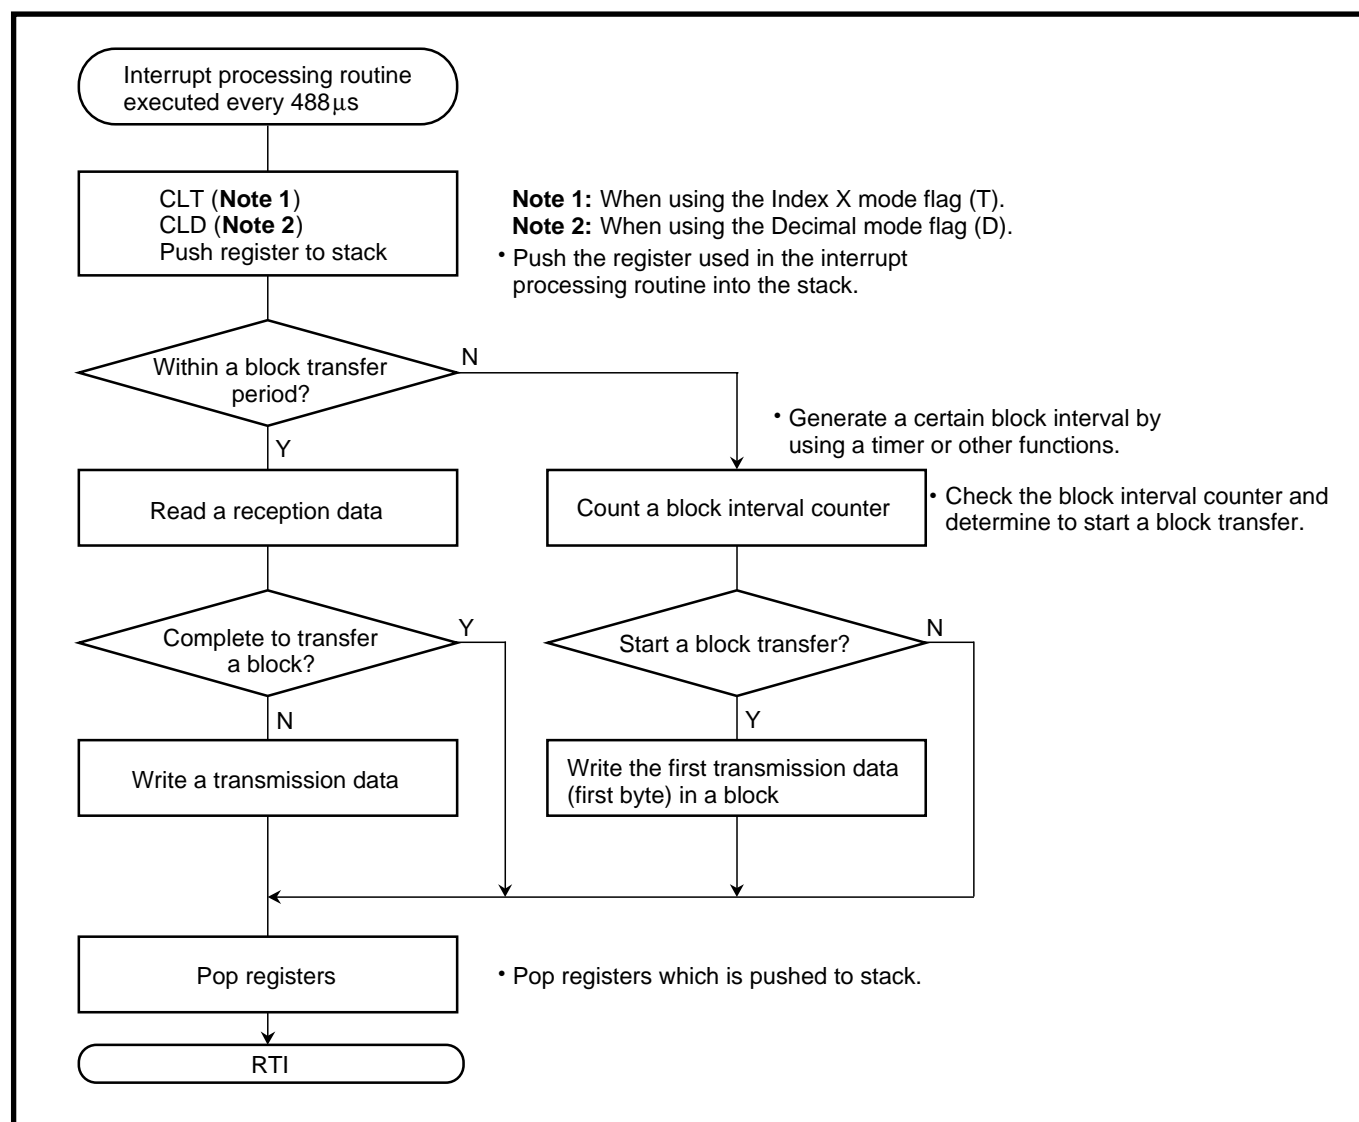 Interrupt processing routine
executed every 488μs
CLT (Note 1)
CLD (Note 2)
Push register to stack
Note 1: When using the Index X mode flag (T).
Note 2: When using the Decimal mode flag (D).
• Push the register used in the interrupt
processing routine into the stack.
Within a block transfer
period?
N
Y
• Generate a certain block interval by
using a timer or other functions.
Read a reception data
Count a block interval counter
• Check the block interval counter and
determine to start a block transfer.
Complete to transfer
a block?
Y
N
Start a block transfer?
N
Y
Write a transmission data
Write the first transmission data
(first byte) in a block
Pop registers
• Pop registers which is pushed to stack.
RTI